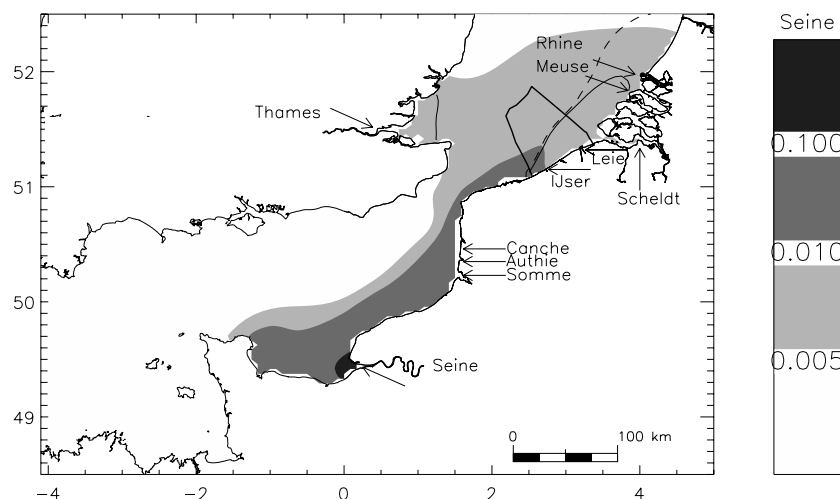 Seine
52
Rhine
Meuse
Thames
0.100
51
Leie
IJser
Scheldt
Canche
0.010
Authie
Somme
50
Seine
0.005
49
0 100 km
-4 -2 0 2 4